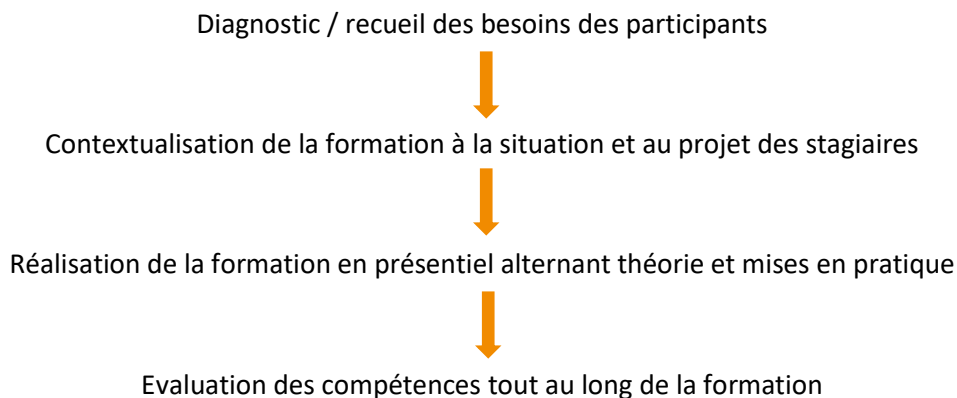 Diagnostic / recueil des besoins des participants
Contextualisation de la formation à la situation et au projet des stagiaires
Réalisation de la formation en présentiel alternant théorie et mises en pratique
Evaluation des compétences tout au long de la formation